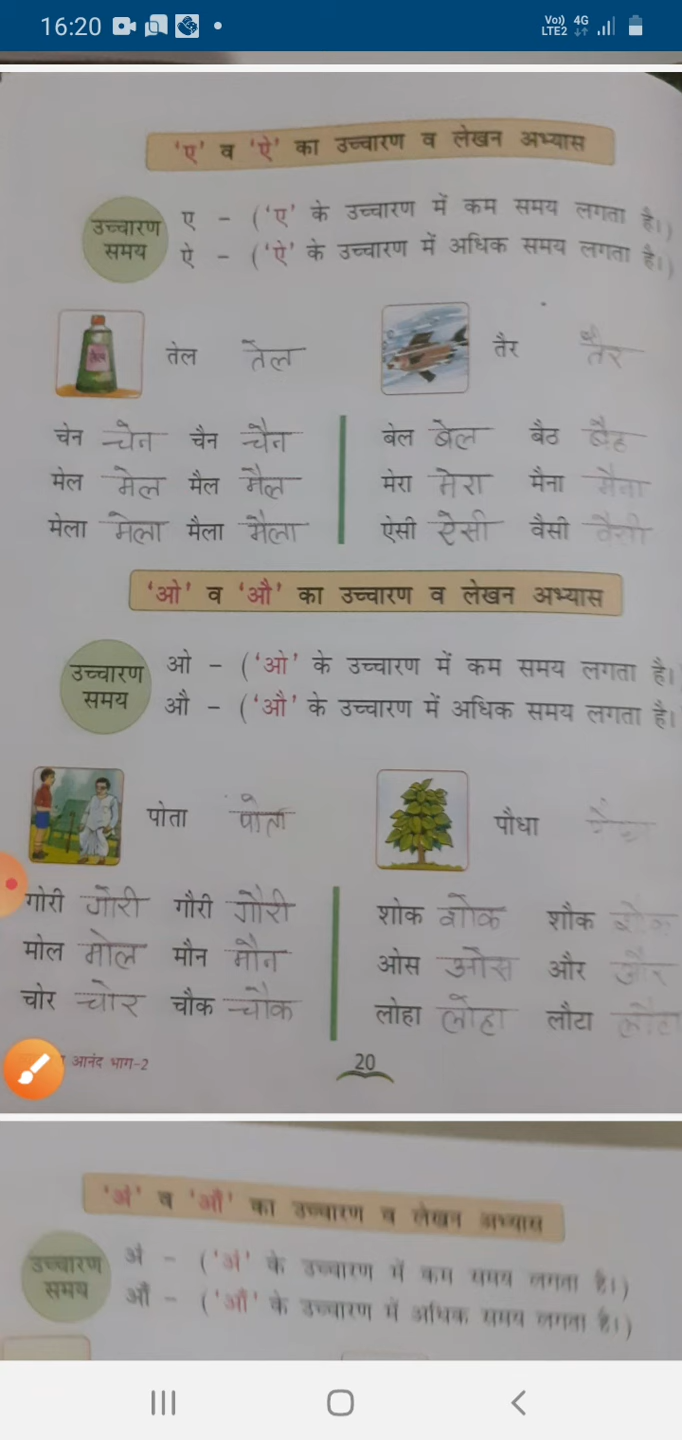 16:20
Vo)) 4G
LTE2
'ए' व 'ऐ' का उच्चारण व लेखन अभ्यास
उच्चारण समय
ए - ('ए' के उच्चारण में कम समय लगता है।)
ऐ - ('ऐ' के उच्चारण में अधिक समय लगता है।)
तेल तेल तैर तैर
चेन चेन चैन चैन बेल बेल बैठ बैठ
मेल मेल मैल मैल मेरा मेरा मैना मैना
मेला मेला मैला मैला ऐसी ऐसी वैसी वैसी
'ओ' व 'औ' का उच्चारण व लेखन अभ्यास
उच्चारण समय
ओ - ('ओ' के उच्चारण में कम समय लगता है।
औ - ('औ' के उच्चारण में अधिक समय लगता है।
पोता पोता पौधा
गोरी गोरी गौरी गौरी शोक शोक शौक शौक
मोल मोल मौन मौन ओस ओस और और
चोर चोर चौक चौक लोहा लोहा लौटा लौटा
आनंद भाग-2
20
'अं' व 'आँ' का उच्चारण व लेखन अभ्यास
उच्चारण समय
अं - ('अं' के उच्चारण में कम समय लगता है।)
आँ - ('आँ' के उच्चारण में अधिक समय लगता है।)